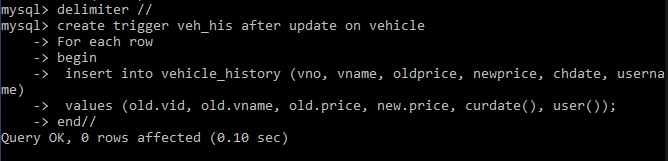 mysql> delimiter //
mysql> create trigger veh_his after update on vehicle
    -> For each row
    -> begin
    ->  insert into vehicle_history (vno, vname, oldprice, newprice, chdate, userna
me)
    ->  values (old.vid, old.vname, old.price, new.price, curdate(), user());
    -> end//
Query OK, 0 rows affected (0.10 sec)